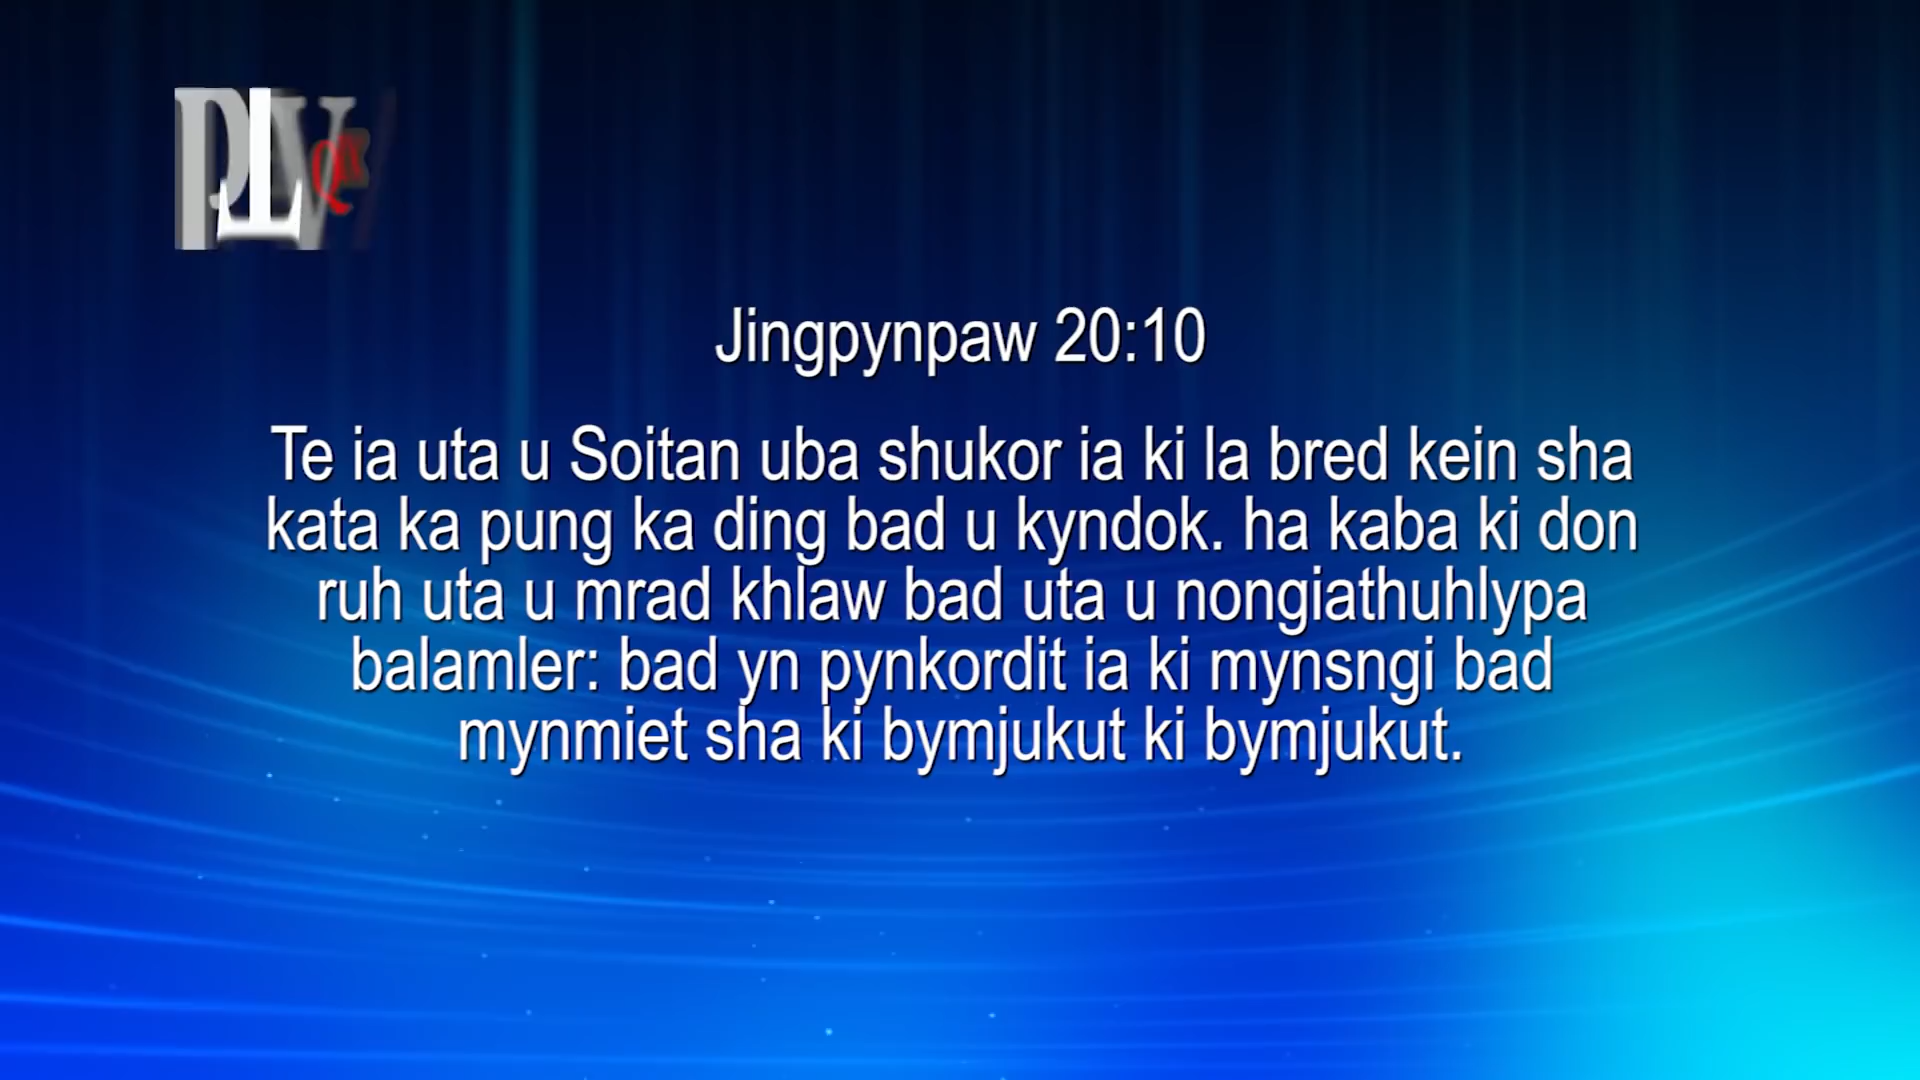 Jingpynpaw 20:10
Te ia uta u Soitan uba shukor ia ki la bred kein sha
kata ka pung ka ding bad u kyndok. ha kaba ki don
ruh uta u mrad khlaw bad uta u nongiathuhlypa
balamler: bad yn pynkordit ia ki mynsngi bad
mynmiet sha ki bymjukut ki bymjukut.